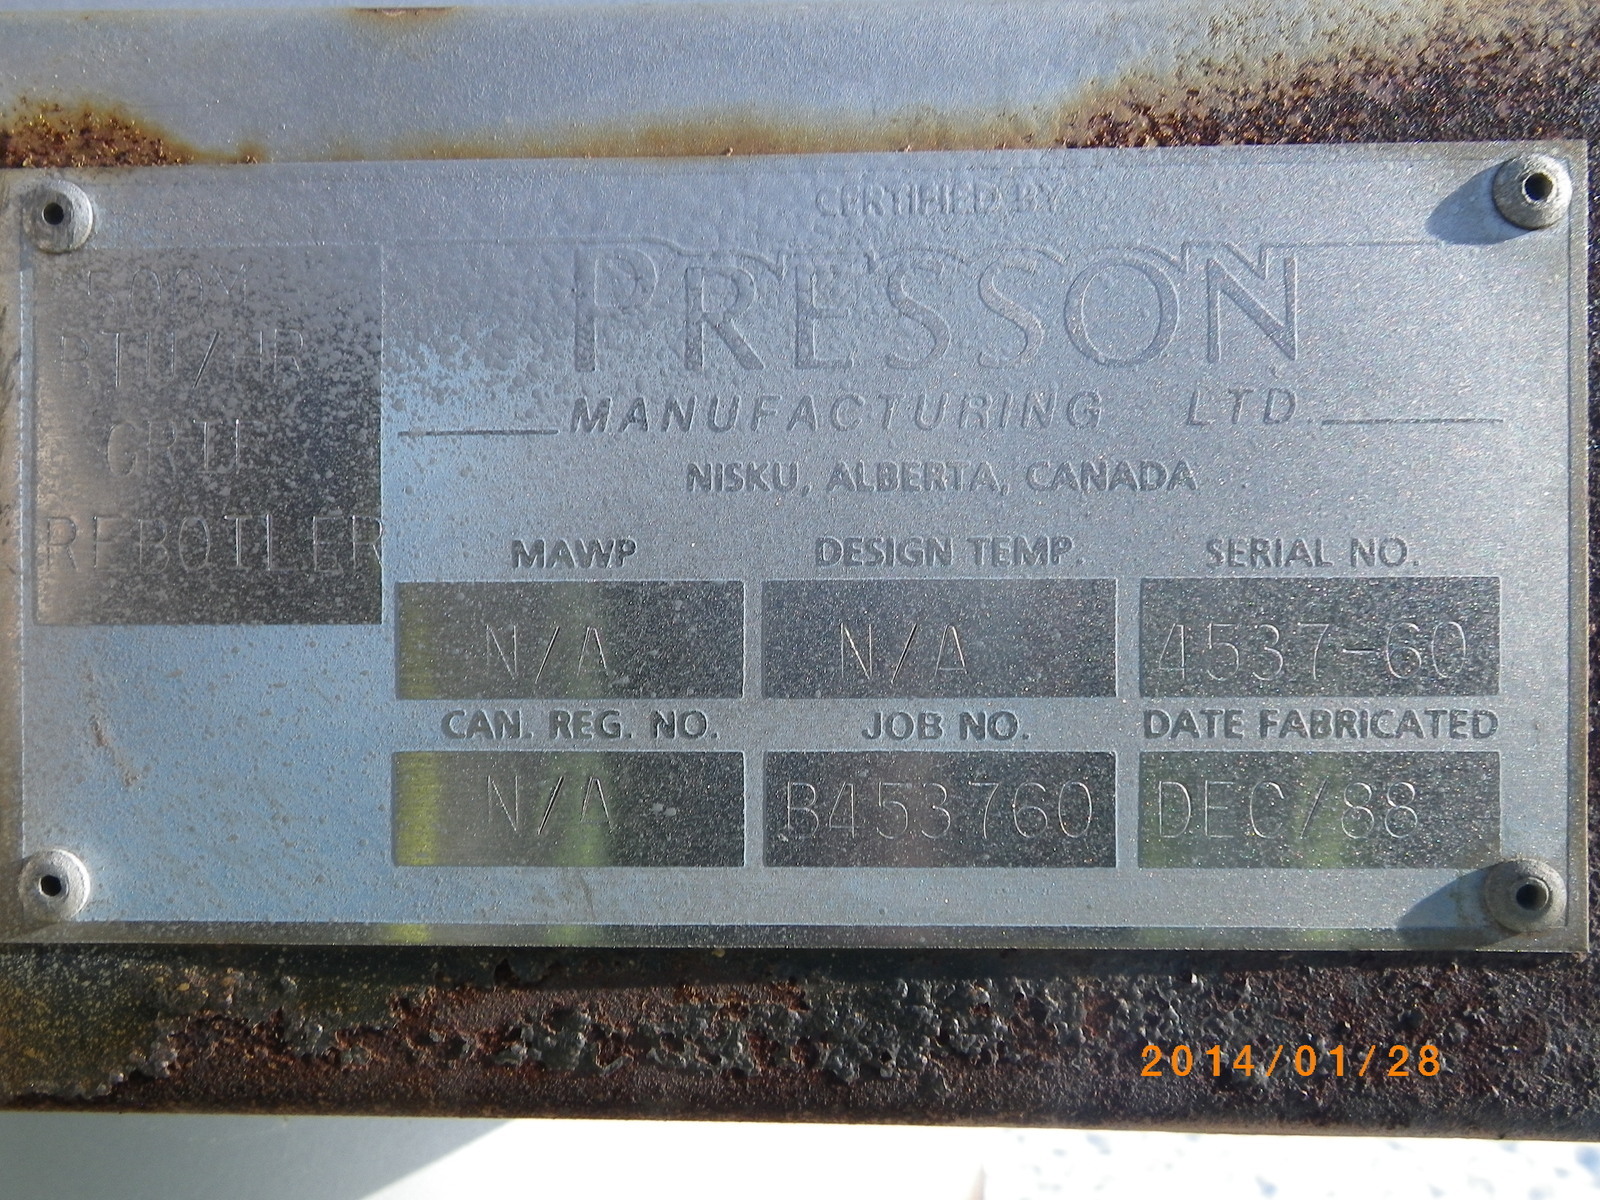 CERTIFIED BY
PRESSON
MANUFACTURING LTD.
NISKU, ALBERTA, CANADA
BTU/HR
REBOILER
MAWP DESIGN TEMP. SERIAL NO.
N/A N/A 4537-60
CAN. REG. NO. JOB NO. DATE FABRICATED
N/A B453760 DEC/88
2014/01/28